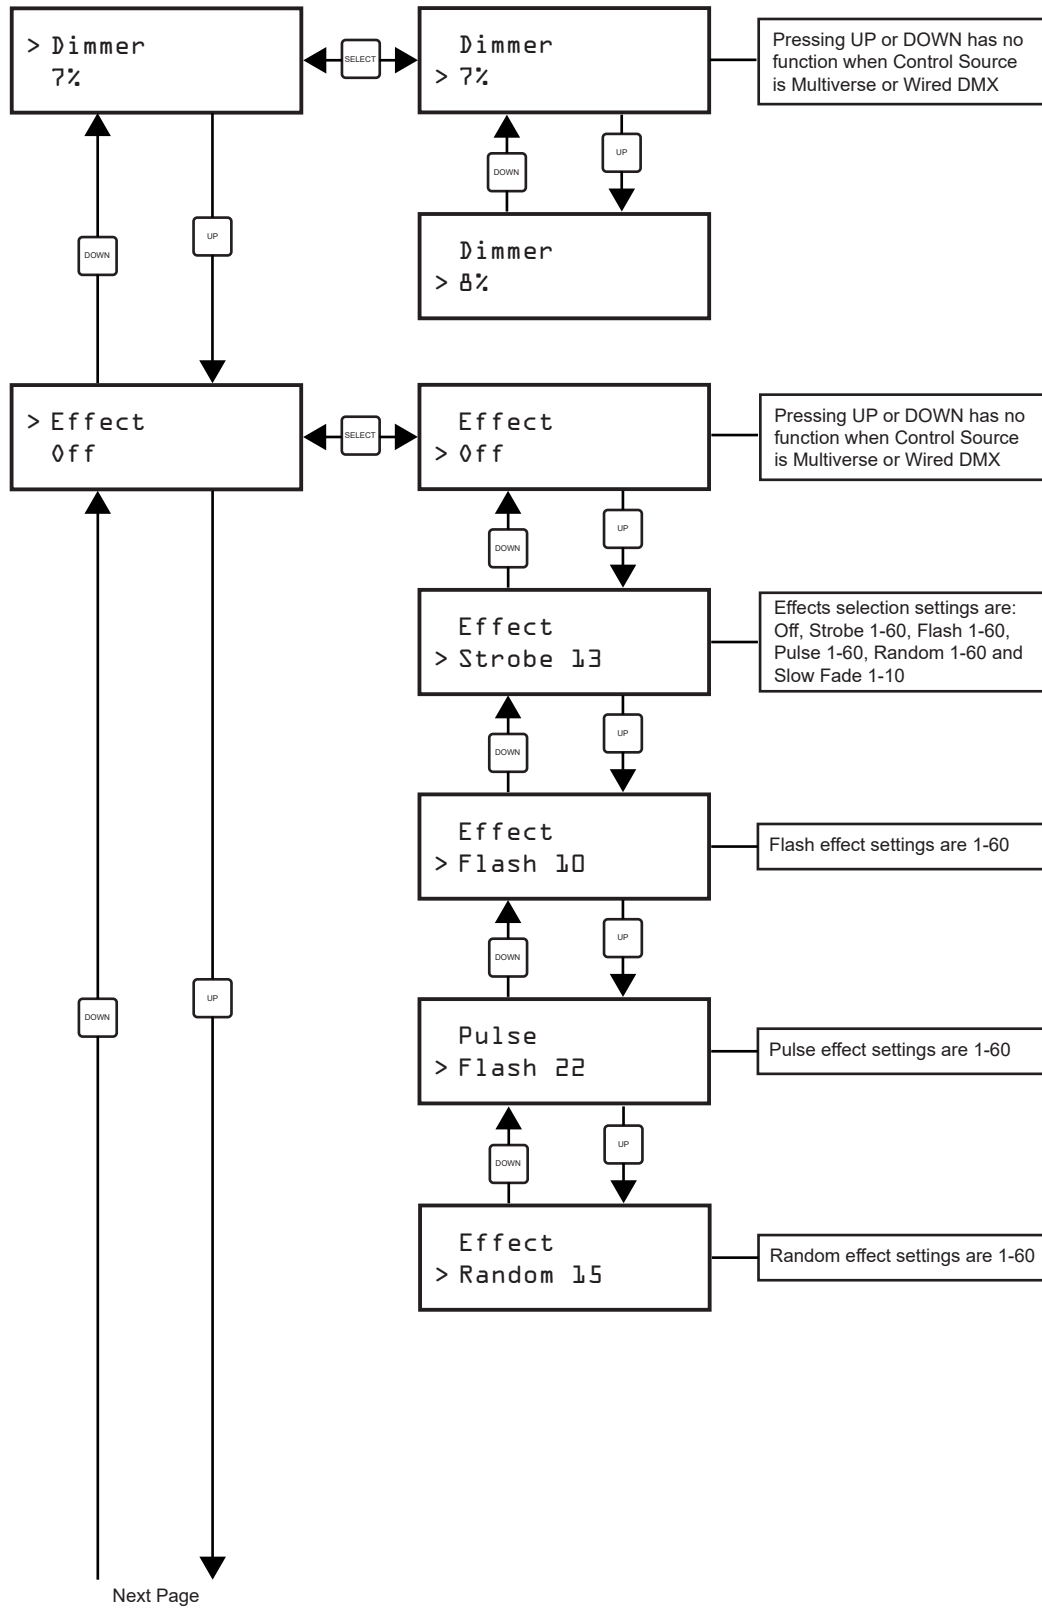 > Dimmer
7%
SELECT
Dimmer
> 7%
Pressing UP or DOWN has no
function when Control Source
is Multiverse or Wired DMX
DOWN
UP
DOWN
UP
Dimmer
> 8%
> Effect
Off
SELECT
Effect
> Off
Pressing UP or DOWN has no
function when Control Source
is Multiverse or Wired DMX
DOWN
UP
Effect
> Strobe 13
Effects selection settings are:
Off, Strobe 1-60, Flash 1-60,
Pulse 1-60, Random 1-60 and
Slow Fade 1-10
DOWN
UP
Effect
> Flash 10
Flash effect settings are 1-60
DOWN
UP
DOWN
UP
Pulse
> Flash 22
Pulse effect settings are 1-60
DOWN
UP
Effect
> Random 15
Random effect settings are 1-60
Next Page